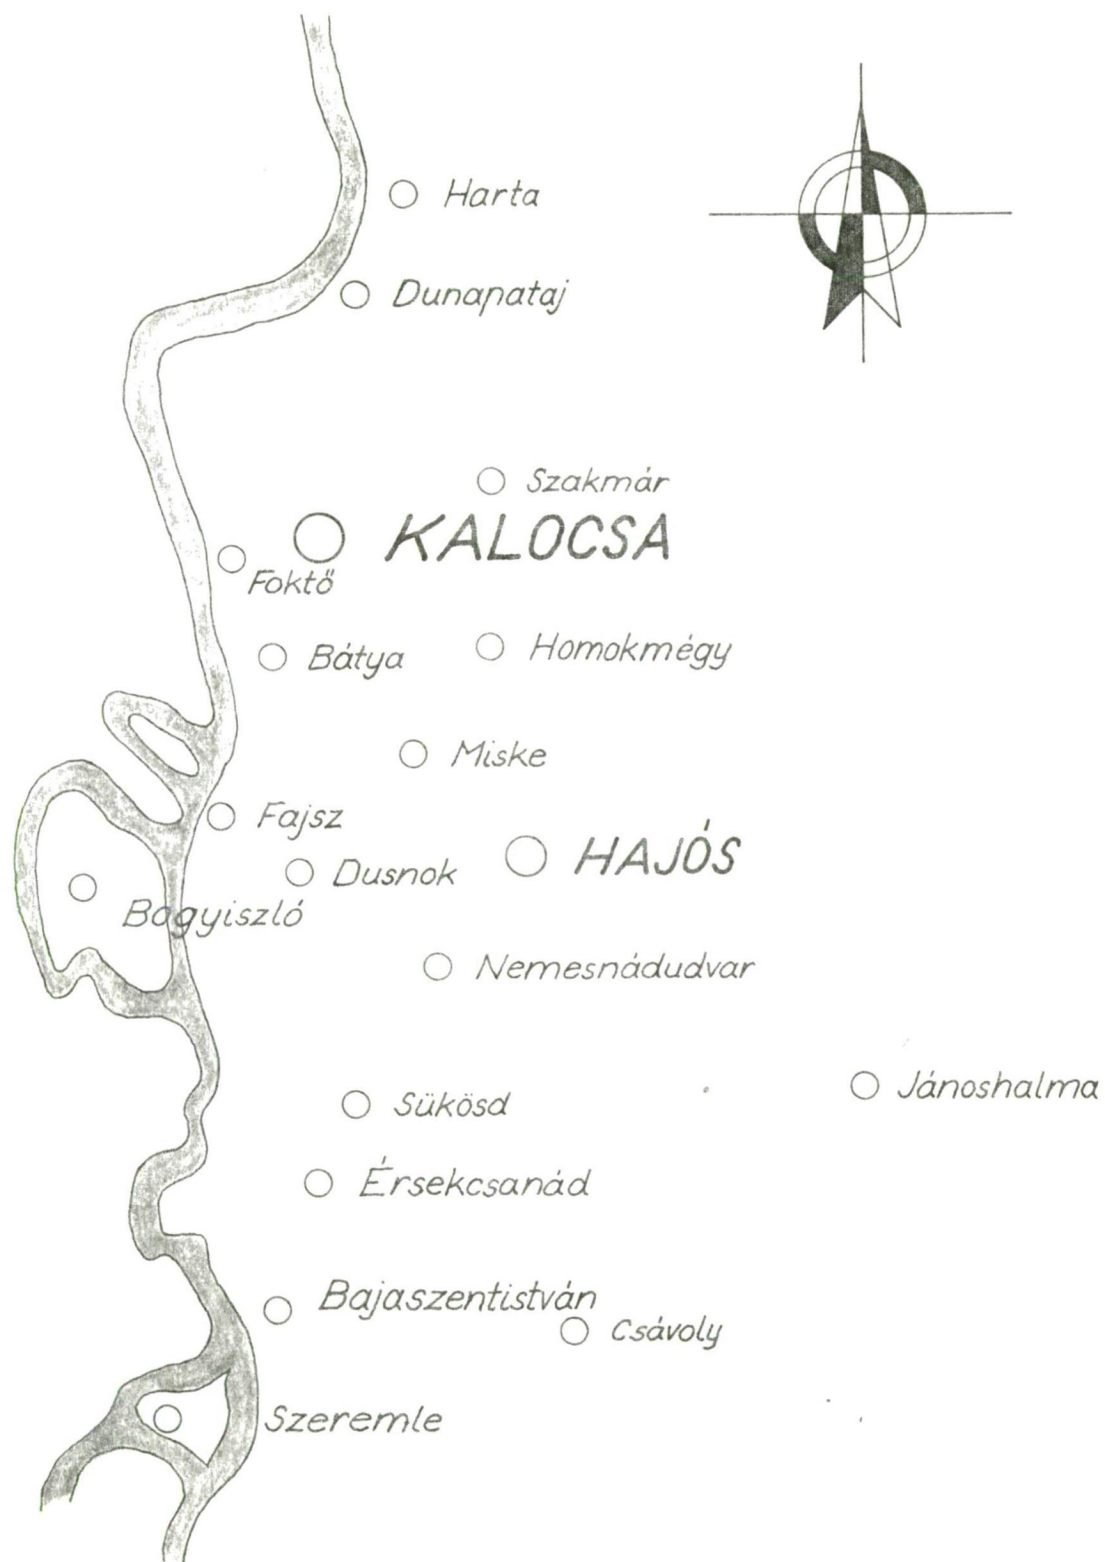 Harta
Dunapataj
Szakmár
KALOCSA
Foktő
Bátya
Homokmégy
Miske
Fajsz
HAJÓS
Dusnok
Bogyiszló
Nemesnádudvar
Jánoshalma
Sükösd
Érsekcsanád
Bajaszentistván
Csávoly
Szeremle